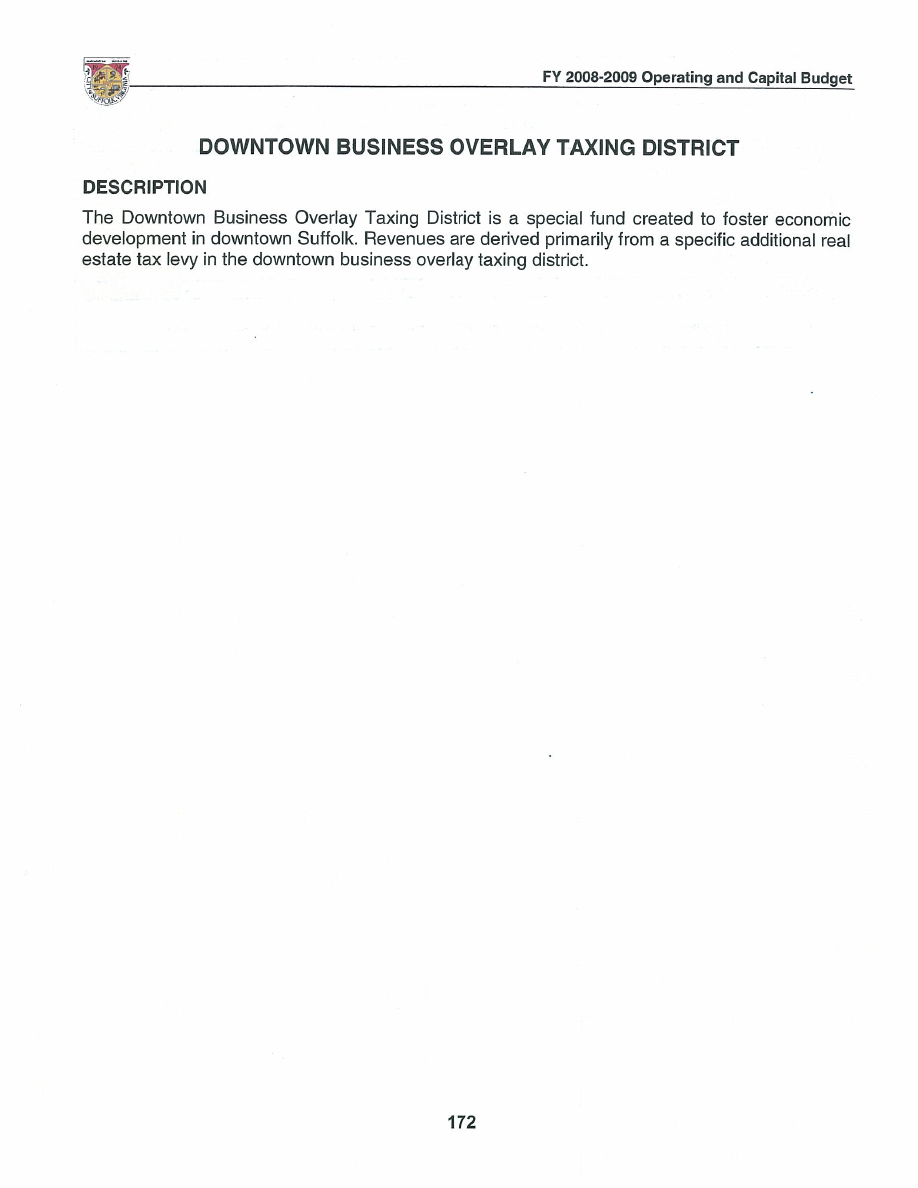 FY 2008-2009 Operating and Capital Budget
DOWNTOWN BUSINESS OVERLAY TAXING DISTRICT
DESCRIPTION
The Downtown Business Overlay Taxing District is a special fund created to foster economic
development in downtown Suffolk. Revenues are derived primarily from a specific additional real
estate tax levy in the downtown business overlay taxing district.
172